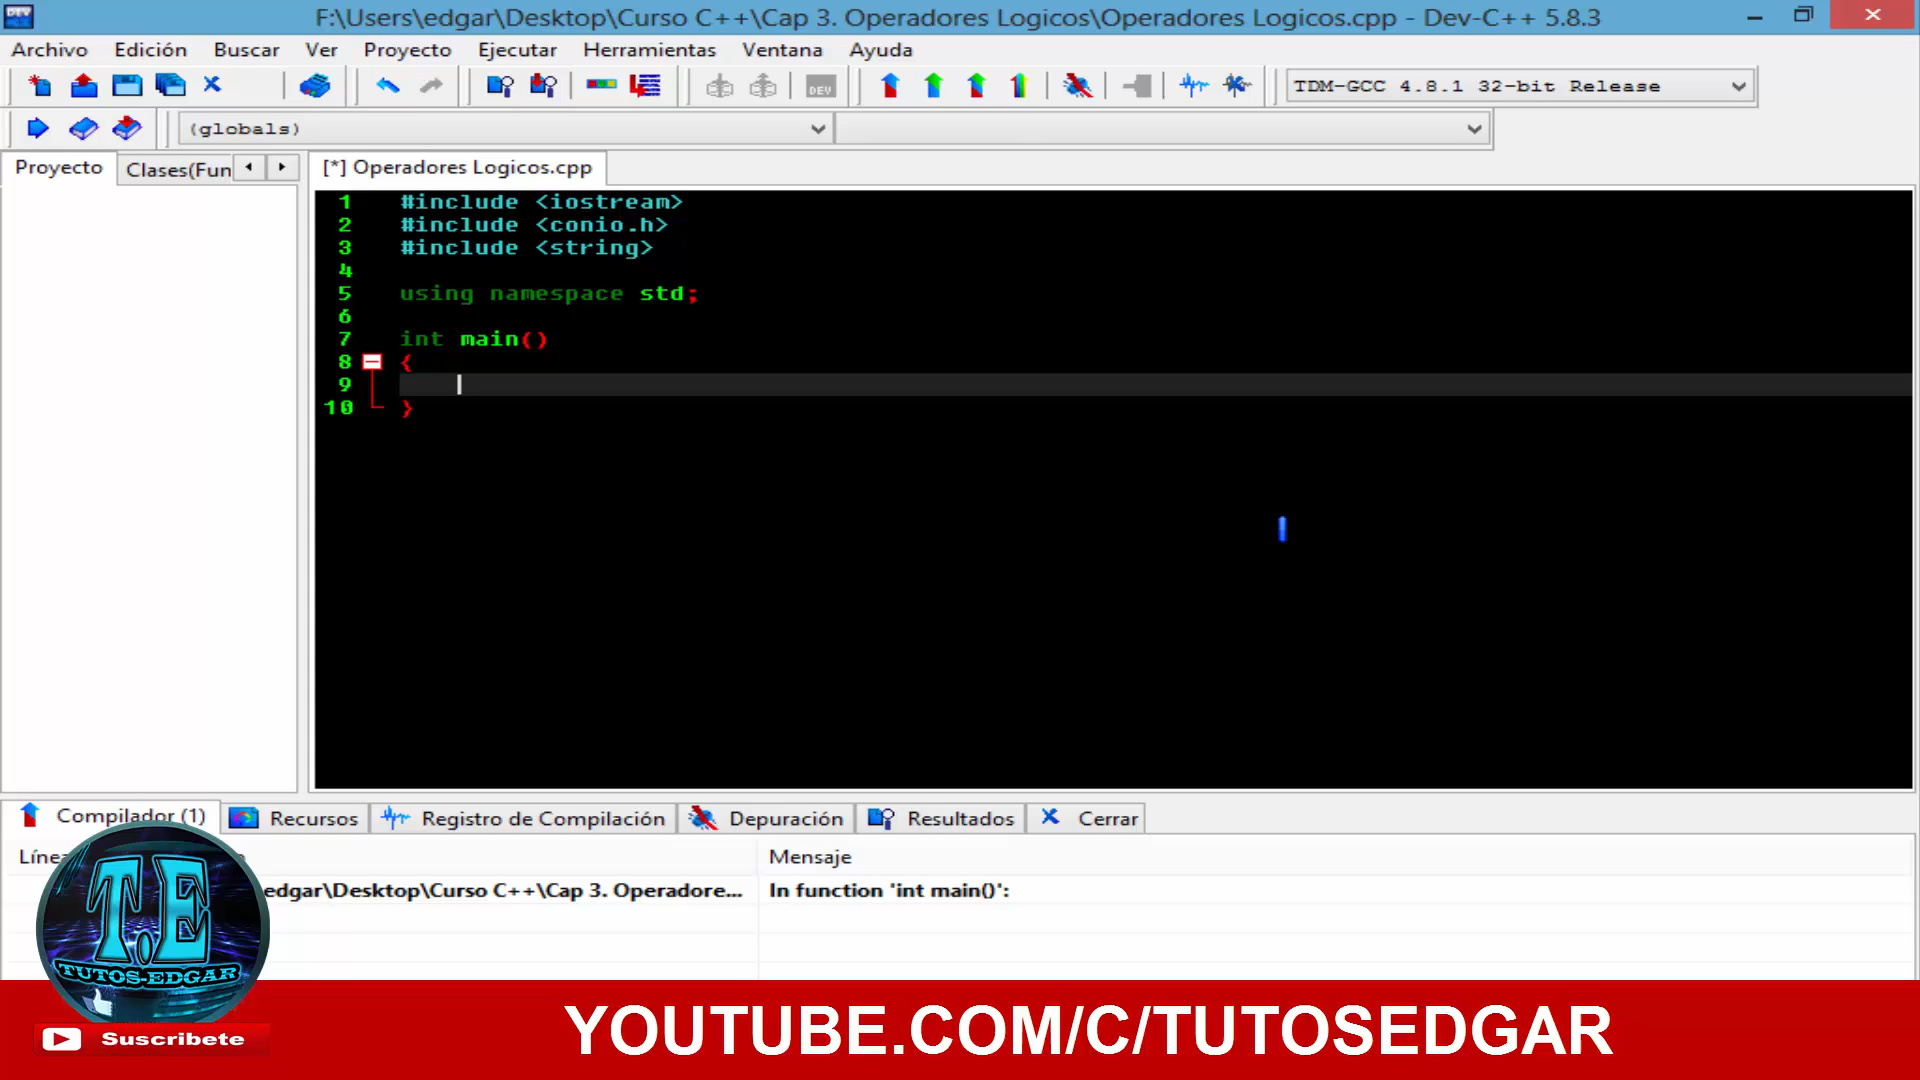 F:\Users\edgar\Desktop\Curso C++\Cap 3. Operadores Logicos\Operadores Logicos.cpp - Dev-C++ 5.8.3
Archivo Edición Buscar Ver Proyecto Ejecutar Herramientas Ventana Ayuda
TDM-GCC 4.8.1 32-bit Release
(globals)
Proyecto Clases(Fun [*] Operadores Logicos.cpp
1 #include <iostream>
2 #include <conio.h>
3 #include <string>
4
5 using namespace std;
6
7 int main()
8 {
9
10 }
Compilador (1) Recursos Registro de Compilación Depuración Resultados Cerrar
Mensaje
edgar\Desktop\Curso C++\Cap 3. Operadore... In function 'int main()':
T.E
TUTOS-EDGAR
Suscribete
YOUTUBE.COM/C/TUTOSEDGAR